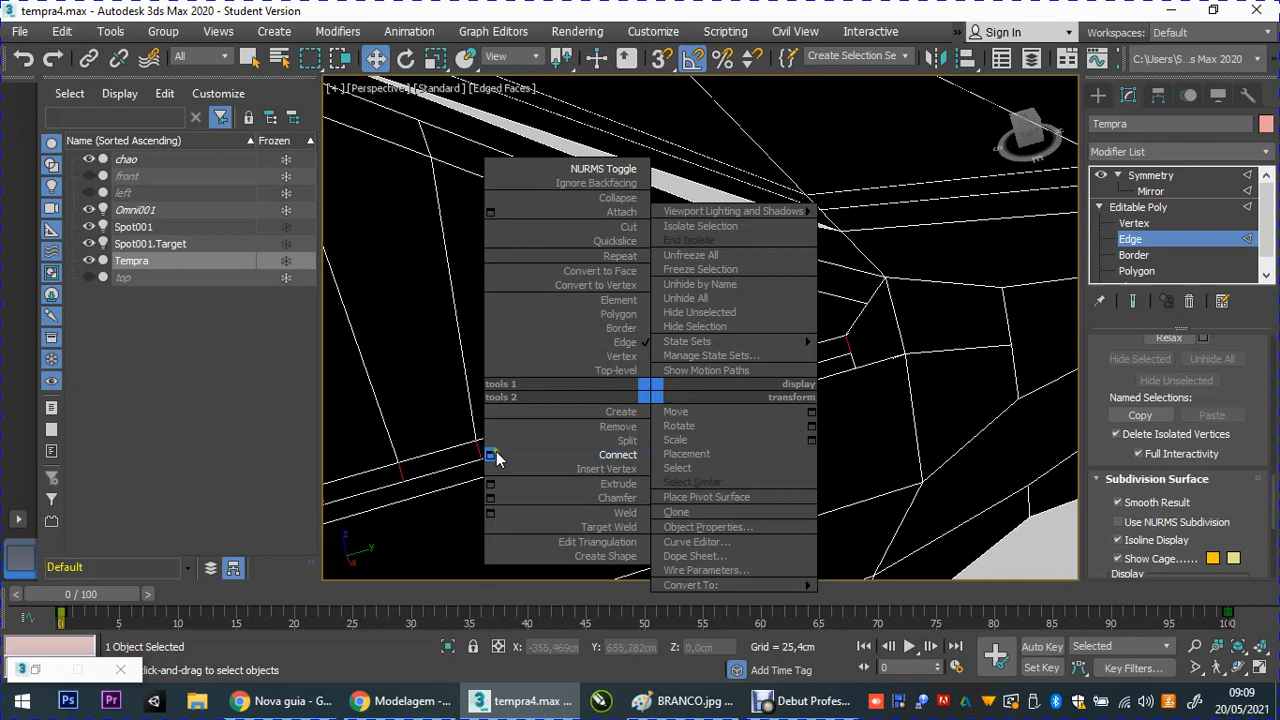 tempra4.max - Autodesk 3ds Max 2020 - Student Version
File Edit Tools Group Views Create Modifiers Animation Graph Editors Rendering Customize Scripting Civil View Interactive » Sign In Workspaces: Default
All View Create Selection Se C:\Users\...s Max 2020
Select Display Edit Customize
Name (Sorted Ascending) Frozen
chao
front
left
Omni001
Spot001
Spot001.Target
Tempra
top
Default
[+] [Perspective] [Standard] [Edged Faces]
NURMS Toggle
Ignore Backfacing
Collapse
Attach
Cut
Quickslice
Repeat
Convert to Face
Convert to Vertex
Element
Polygon
Border
Edge
Vertex
Top-level
tools 1
tools 2
Create
Remove
Split
Connect
Insert Vertex
Extrude
Chamfer
Weld
Target Weld
Edit Triangulation
Create Shape
Viewport Lighting and Shadows
Isolate Selection
End Isolate
Unfreeze All
Freeze Selection
Unhide by Name
Unhide All
Hide Unselected
Hide Selection
State Sets
Manage State Sets...
Show Motion Paths
display
transform
Move
Rotate
Scale
Placement
Select
Select Similar
Place Pivot Surface
Clone
Object Properties...
Curve Editor...
Dope Sheet...
Wire Parameters...
Convert To:
Tempra
Modifier List
Symmetry
Mirror
Editable Poly
Vertex
Edge
Border
Polygon
Relax
Hide Selected Unhide All
Hide Unselected
Named Selections:
Copy Paste
Delete Isolated Vertices
Full Interactivity
Subdivision Surface
Smooth Result
Use NURMS Subdivision
Isoline Display
Show Cage......
Display
0 / 100
0 5 10 15 20 25 30 35 40 45 50 55 60 65 70 75 80 85 90 95 100
1 Object Selected X: -355,469cm Y: 655,282cm Z: 0,0cm Grid = 25,4cm Auto Key Selected
ick-and-drag to select objects Add Time Tag 0 Set Key Key Filters...
Nova guia - Goo... Modelagem -... tempra4.max ... BRANCO.jpg ... Debut Profes...
09:09
20/05/2021